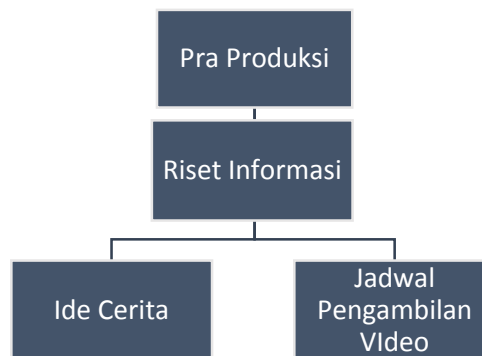 Pra Produksi
Riset Informasi
Ide Cerita
Jadwal
Pengambilan
VIdeo